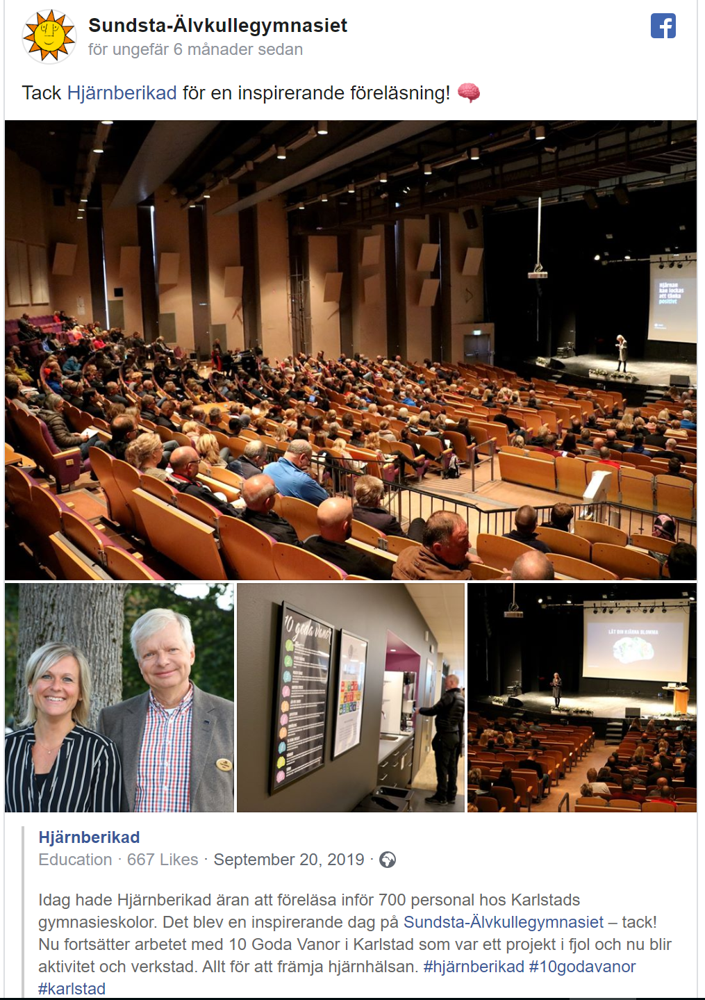 Sundsta-Älvkullegymnasiet
för ungefär 6 månader sedan
Tack Hjärnberikad för en inspirerande föreläsning!
Hjärnan
kan lockas
att tänka
positivt
10 goda vanor
LÅT DIN HJÄRNA BLOMMA
Hjärnberikad
Education · 667 Likes · September 20, 2019 ·
Idag hade Hjärnberikad äran att föreläsa inför 700 personal hos Karlstads
gymnasieskolor. Det blev en inspirerande dag på Sundsta-Älvkullegymnasiet – tack!
Nu fortsätter arbetet med 10 Goda Vanor i Karlstad som var ett projekt i fjol och nu blir
aktivitet och verkstad. Allt för att främja hjärnhälsan. #hjärnberikad #10godavanor
#karlstad